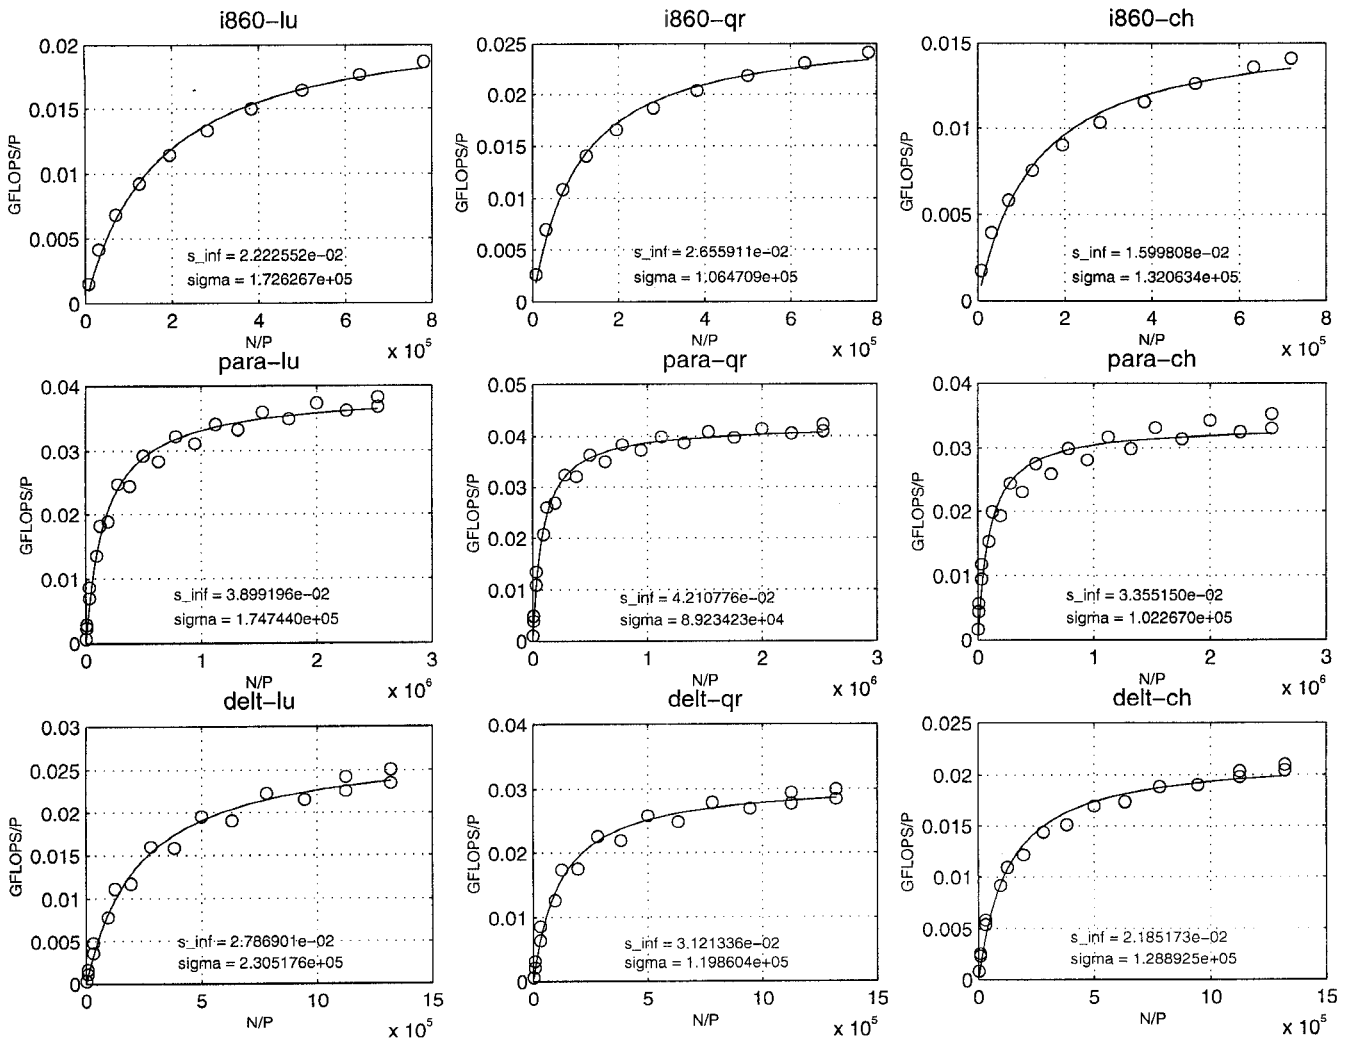 i860-lu
0.02
0.015
0.01
0.005
0
GFLOPS/P
s_inf = 2.222552e-02
sigma = 1.726267e+05
0 2 4 6 8
N/P
x 10^5
i860-qr
0.025
0.02
0.015
0.01
0.005
0
GFLOPS/P
s_inf = 2.655911e-02
sigma = 1.064709e+05
0 2 4 6 8
N/P
x 10^5
i860-ch
0.015
0.01
0.005
0
GFLOPS/P
s_inf = 1.599808e-02
sigma = 1.320634e+05
0 2 4 6 8
N/P
x 10^5
para-lu
0.04
0.03
0.02
0.01
0
GFLOPS/P
s_inf = 3.899196e-02
sigma = 1.747440e+05
0 1 2 3
N/P
x 10^6
para-qr
0.05
0.04
0.03
0.02
0.01
0
GFLOPS/P
s_inf = 4.210776e-02
sigma = 8.923423e+04
0 1 2 3
N/P
x 10^6
para-ch
0.04
0.03
0.02
0.01
0
GFLOPS/P
s_inf = 3.355150e-02
sigma = 1.022670e+05
0 1 2 3
N/P
x 10^6
delt-lu
0.03
0.025
0.02
0.015
0.01
0.005
0
GFLOPS/P
s_inf = 2.786901e-02
sigma = 2.305176e+05
0 5 10 15
N/P
x 10^5
delt-qr
0.04
0.03
0.02
0.01
0
GFLOPS/P
s_inf = 3.121336e-02
sigma = 1.198604e+05
0 5 10 15
N/P
x 10^5
delt-ch
0.025
0.02
0.015
0.01
0.005
0
GFLOPS/P
s_inf = 2.185173e-02
sigma = 1.288925e+05
0 5 10 15
N/P
x 10^5